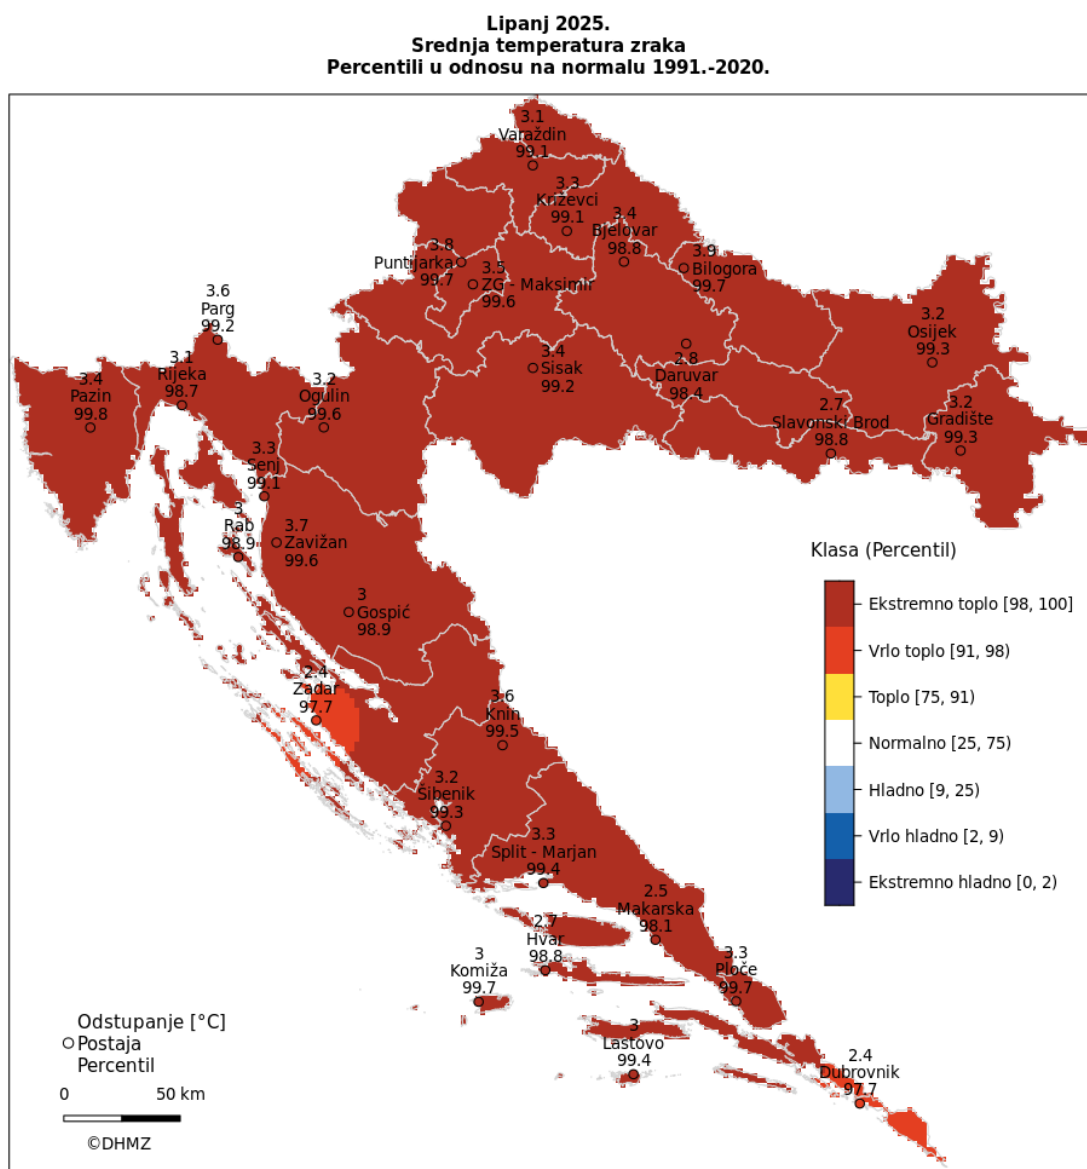 Lipanj 2025.
Srednja temperatura zraka
Percentili u odnosu na normalu 1991.-2020.
3.1
Varaždin
99.1
3.3
Križevci
99.1
3.4
Bjelovar
98.8
3.8
Puntijarka
99.7
3.5
ZG - Maksimir
99.6
3.9
Bilogora
99.7
3.6
Parg
99.2
3.2
Osijek
99.3
3.1
Rijeka
98.7
3.4
Pazin
99.8
3.2
Ogulin
99.6
3.4
Sisak
99.2
2.8
Daruvar
98.4
2.7
Slavonski Brod
98.8
3.2
Gradište
99.3
3.3
Senj
99.1
3
Rab
98.9
3.7
Zavižan
99.6
3
Gospić
98.9
2.4
Zadar
97.7
3.6
Knin
99.5
3.2
Šibenik
99.3
3.3
Split - Marjan
99.4
2.5
Makarska
98.1
2.7
Hvar
98.8
3
Komiža
99.7
3.3
Ploče
99.7
3
Lastovo
99.4
2.4
Dubrovnik
97.7
Klasa (Percentil)
Ekstremno toplo [98, 100]
Vrlo toplo [91, 98)
Toplo [75, 91)
Normalno [25, 75)
Hladno [9, 25)
Vrlo hladno [2, 9)
Ekstremno hladno [0, 2)
Odstupanje [°C]
Postaja
Percentil
0 50 km
©DHMZ